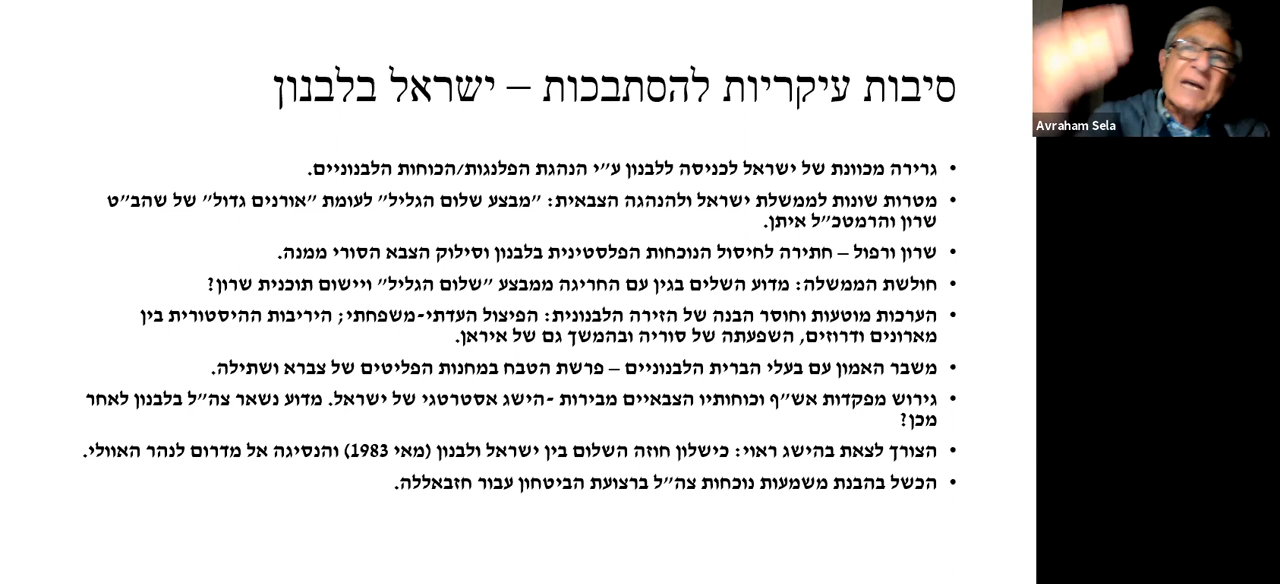 סיבות עיקריות להסתבכות – ישראל בלבנון
• גרירה מכוונת של ישראל לכניסה ללבנון ע"י הנהגת הפלנגות/הכוחות הלבנוניים.
• מטרות שונות לממשלת ישראל ולהנהגה הצבאית: "מבצע שלום הגליל" לעומת "אורנים גדול" של שהב"ט
שרון והרמטכ"ל איתן.
• שרון ורפול – חתירה לחיסול הנוכחות הפלסטינית בלבנון וסילוק הצבא הסורי ממנה.
• חולשת הממשלה: מדוע השלים בגין עם החריגה ממבצע "שלום הגליל" ויישום תוכנית שרון?
• הערכות מוטעות וחוסר הבנה של הזירה הלבנונית: הפיצול העדתי-משפחתי; היריבות ההיסטורית בין
מארונים ודרוזים, השפעתה של סוריה ובהמשך גם של איראן.
• משבר האמון עם בעלי הברית הלבנוניים – פרשת הטבח במחנות הפליטים של צברא ושתילה.
• גירוש מפקדות אש"ף וכוחותיו הצבאיים מבירות -הישג אסטרטגי של ישראל. מדוע נשאר צה"ל בלבנון לאחר
מכן?
• הצורך לצאת בהישג ראוי: כישלון חוזה השלום בין ישראל ולבנון (מאי 1983) והנסיגה אל מדרום לנהר האוולי.
• הכשל בהבנת משמעות נוכחות צה"ל ברצועת הביטחון עבור חזבאללה.
Avraham Sela